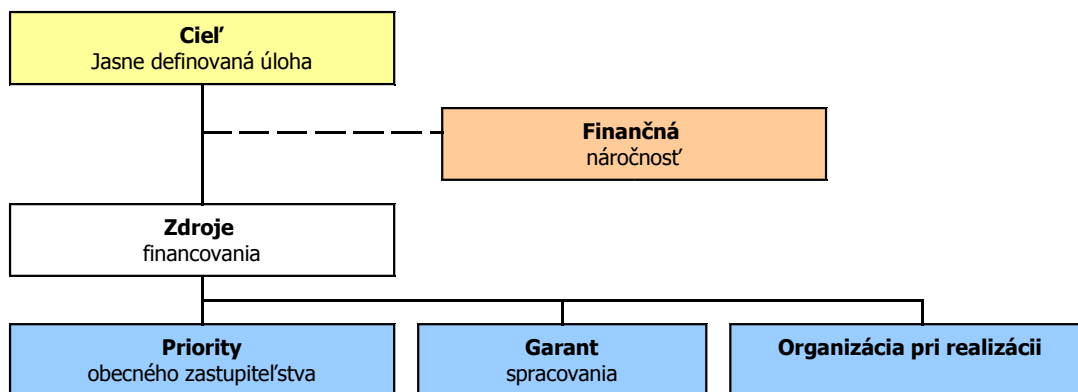 Cieľ
Jasne definovaná úloha
Finančná
náročnosť
Zdroje
financovania
Priority
obecného zastupiteľstva
Garant
spracovania
Organizácia pri realizácii